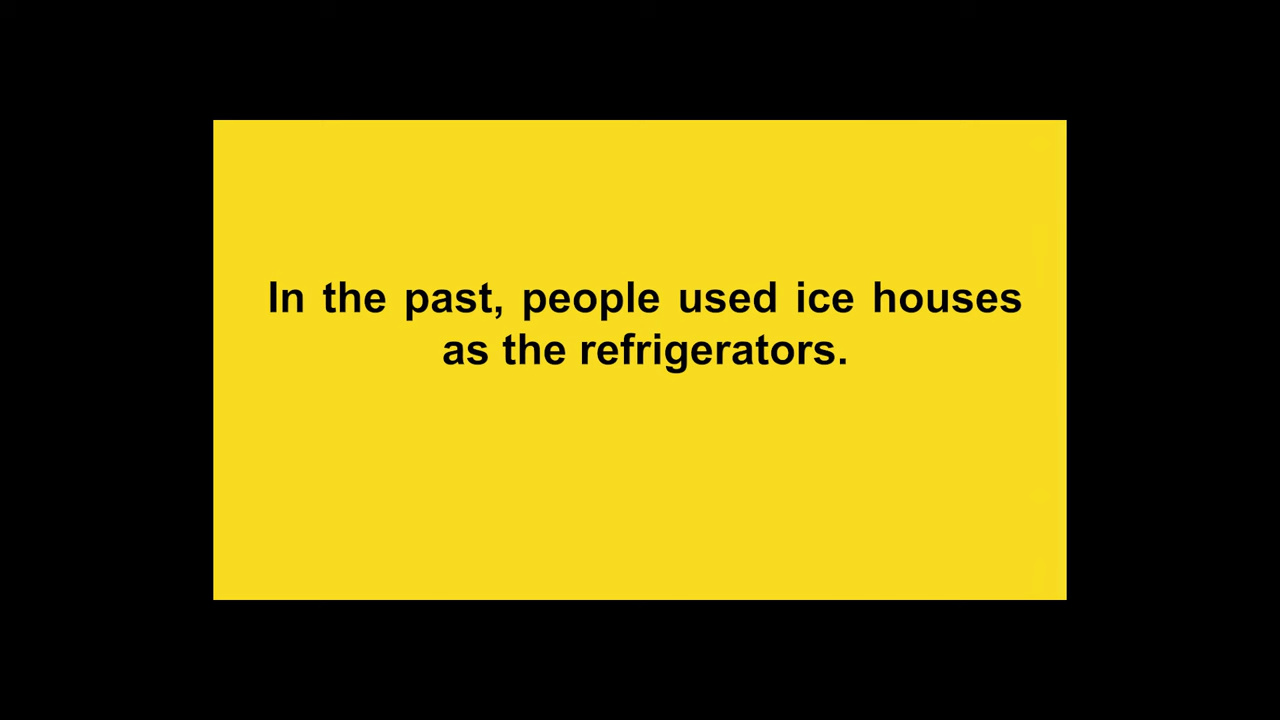 In the past, people used ice houses
as the refrigerators.